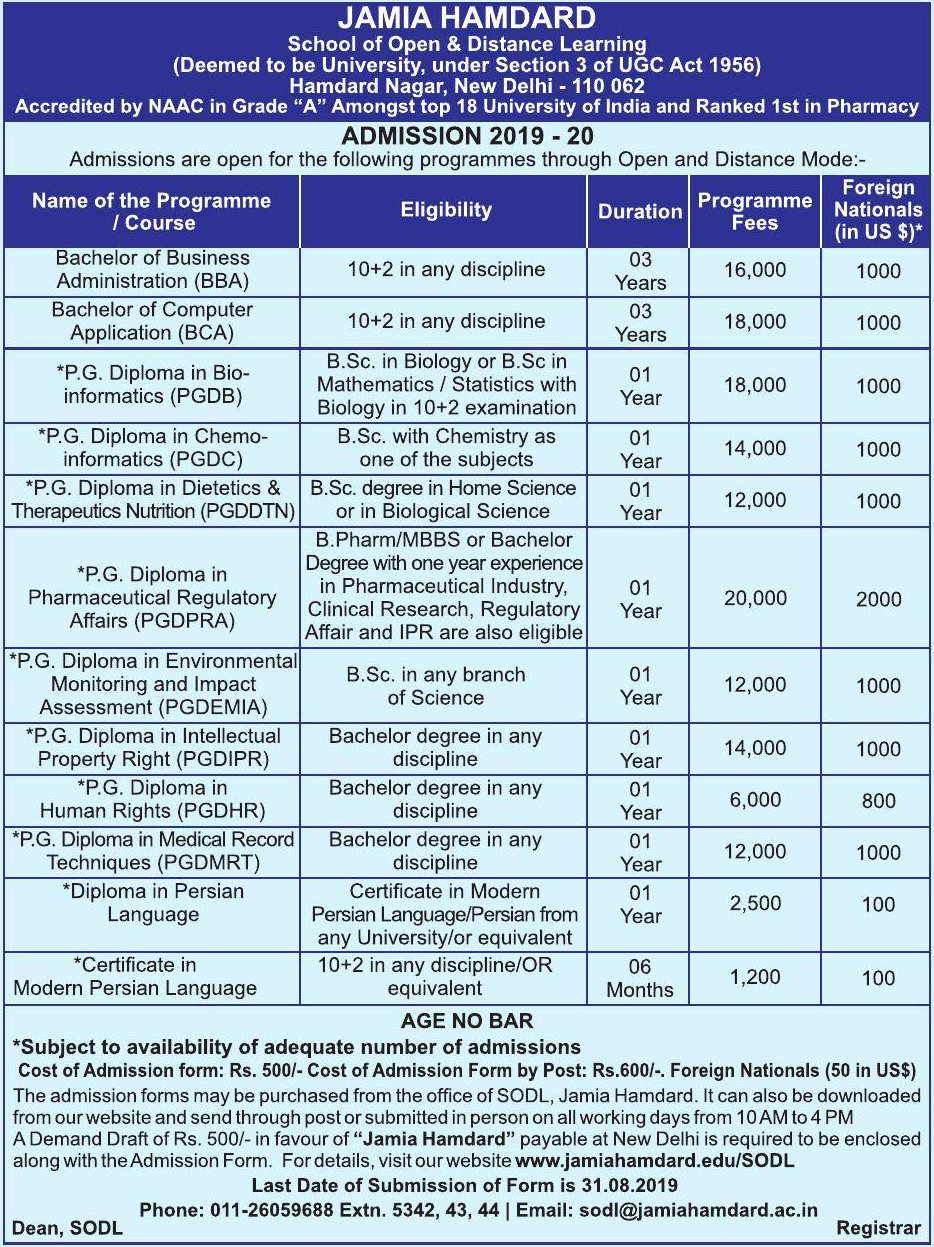 JAMIA HAMDARD
School of Open & Distance Learning
(Deemed to be University, under Section 3 of UGC Act 1956)
Hamdard Nagar, New Delhi - 110 062
Accredited by NAAC in Grade “A” Amongst top 18 University of India and Ranked 1st in Pharmacy
ADMISSION 2019 - 20
Admissions are open for the following programmes through Open and Distance Mode:-
Name of the Programme
/ Course
Eligibility
Duration
Programme
Fees
Foreign
Nationals
(in US $)*
Bachelor of Business
Administration (BBA)
10+2 in any discipline
03
Years
16,000
1000
Bachelor of Computer
Application (BCA)
10+2 in any discipline
03
Years
18,000
1000
*P.G. Diploma in Bio-
informatics (PGDB)
B.Sc. in Biology or B.Sc in
Mathematics / Statistics with
Biology in 10+2 examination
01
Year
18,000
1000
*P.G. Diploma in Chemo-
informatics (PGDC)
B.Sc. with Chemistry as
one of the subjects
01
Year
14,000
1000
*P.G. Diploma in Dietetics &
Therapeutics Nutrition (PGDDTN)
B.Sc. degree in Home Science
or in Biological Science
01
Year
12,000
1000
*P.G. Diploma in
Pharmaceutical Regulatory
Affairs (PGDPRA)
B.Pharm/MBBS or Bachelor
Degree with one year experience
in Pharmaceutical Industry,
Clinical Research, Regulatory
Affair and IPR are also eligible
01
Year
20,000
2000
*P.G. Diploma in Environmental
Monitoring and Impact
Assessment (PGDEMIA)
B.Sc. in any branch
of Science
01
Year
12,000
1000
*P.G. Diploma in Intellectual
Property Right (PGDIPR)
Bachelor degree in any
discipline
01
Year
14,000
1000
*P.G. Diploma in
Human Rights (PGDHR)
Bachelor degree in any
discipline
01
Year
6,000
800
*P.G. Diploma in Medical Record
Techniques (PGDMRT)
Bachelor degree in any
discipline
01
Year
12,000
1000
*Diploma in Persian
Language
Certificate in Modern
Persian Language/Persian from
any University/or equivalent
01
Year
2,500
100
*Certificate in
Modern Persian Language
10+2 in any discipline/OR
equivalent
06
Months
1,200
100
AGE NO BAR
*Subject to availability of adequate number of admissions
Cost of Admission form: Rs. 500/- Cost of Admission Form by Post: Rs.600/-. Foreign Nationals (50 in US$)
The admission forms may be purchased from the office of SODL, Jamia Hamdard. It can also be downloaded
from our website and send through post or submitted in person on all working days from 10 AM to 4 PM
A Demand Draft of Rs. 500/- in favour of “Jamia Hamdard” payable at New Delhi is required to be enclosed
along with the Admission Form. For details, visit our website www.jamiahamdard.edu/SODL
Last Date of Submission of Form is 31.08.2019
Phone: 011-26059688 Extn. 5342, 43, 44 | Email: sodl@jamiahamdard.ac.in
Dean, SODL Registrar